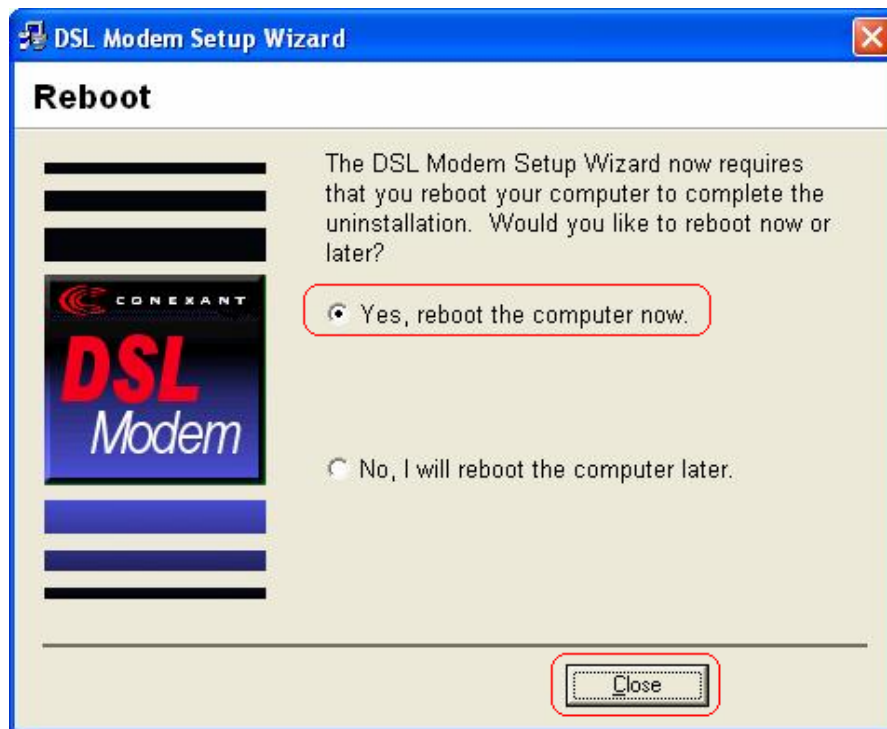 DSL Modem Setup Wizard
Reboot
The DSL Modem Setup Wizard now requires
that you reboot your computer to complete the
uninstallation. Would you like to reboot now or
later?
CONEXANT
DSL
Modem
Yes, reboot the computer now.
No, I will reboot the computer later.
Close